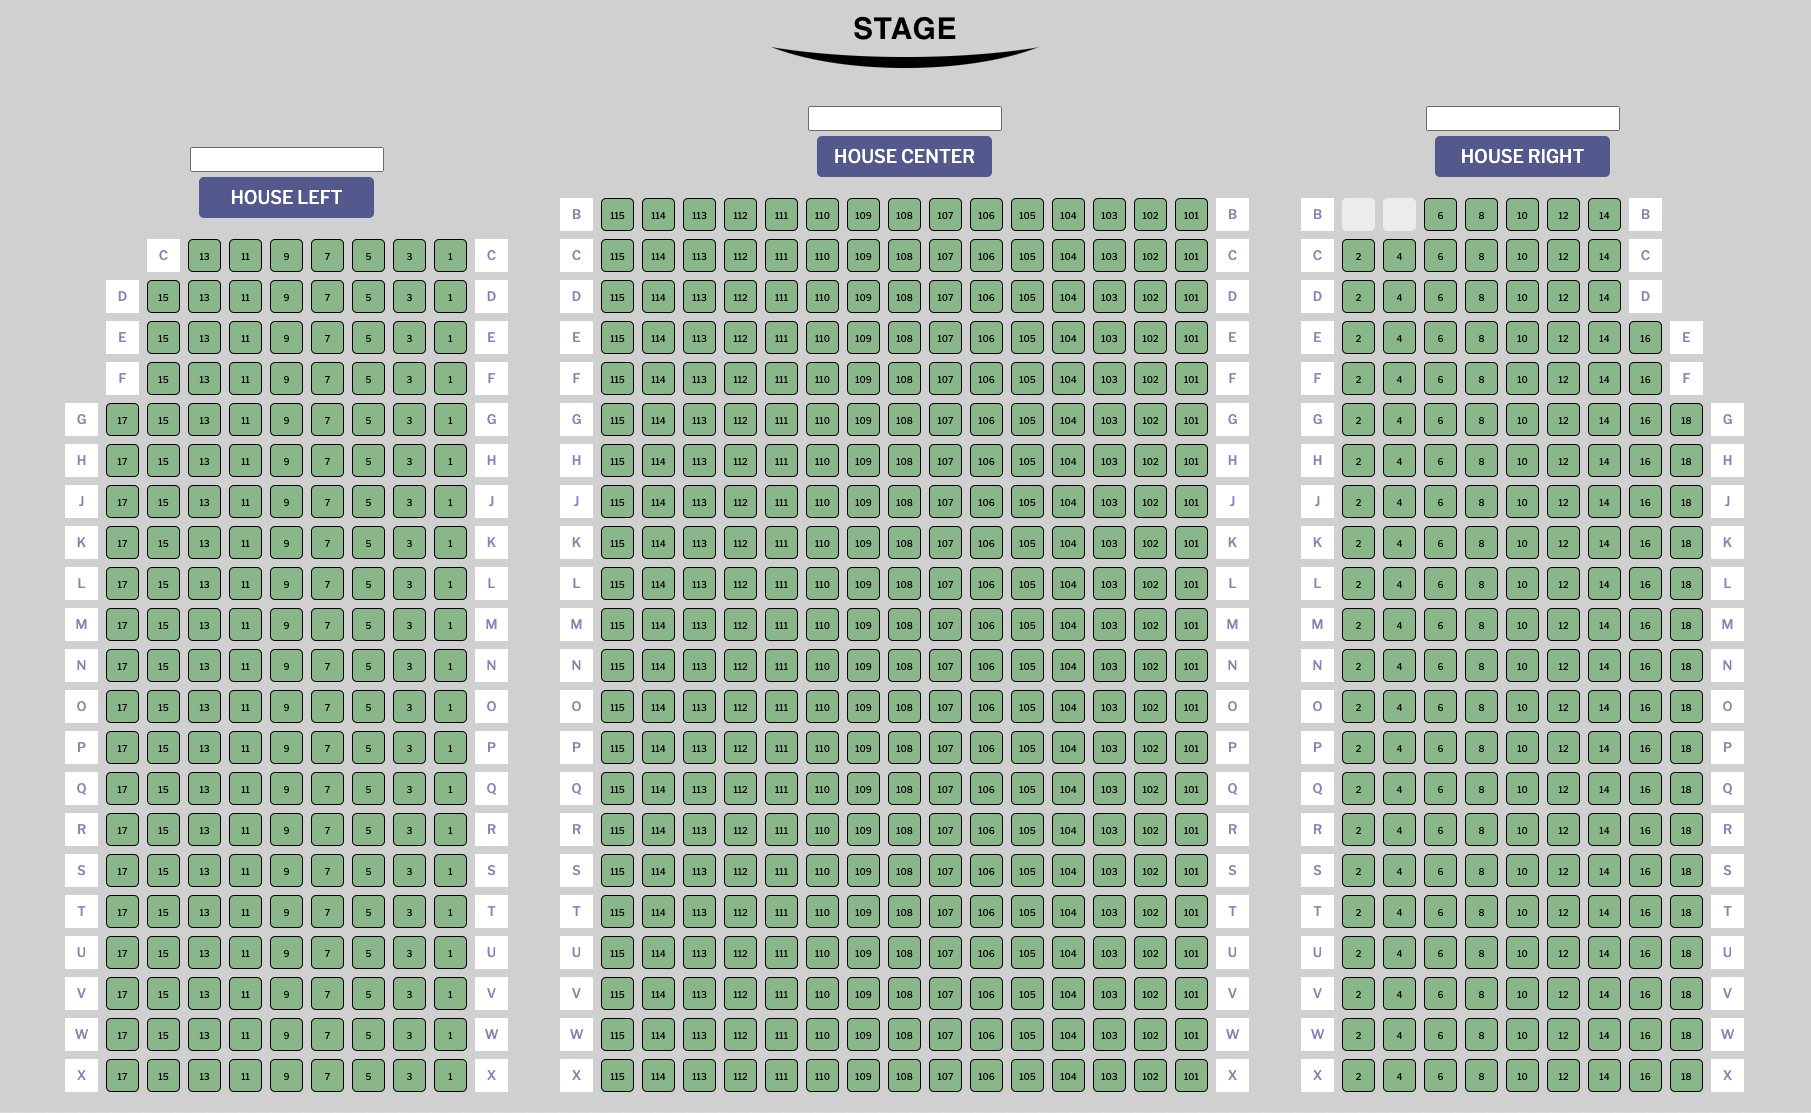 STAGE
HOUSE CENTER HOUSE RIGHT
HOUSE LEFT
B 115 114 113 112 111 110 109 108 107 106 105 104 103 102 101 B B 6 8 10 12 14 B
C 13 11 9 7 5 3 1 C C 115 114 113 112 111 110 109 108 107 106 105 104 103 102 101 C C 2 4 6 8 10 12 14 C
D 15 13 11 9 7 5 3 1 D D 115 114 113 112 111 110 109 108 107 106 105 104 103 102 101 D D 2 4 6 8 10 12 14 D
E 15 13 11 9 7 5 3 1 E E 115 114 113 112 111 110 109 108 107 106 105 104 103 102 101 E E 2 4 6 8 10 12 14 16 E
F 15 13 11 9 7 5 3 1 F F 115 114 113 112 111 110 109 108 107 106 105 104 103 102 101 F F 2 4 6 8 10 12 14 16 F
G 17 15 13 11 9 7 5 3 1 G G 115 114 113 112 111 110 109 108 107 106 105 104 103 102 101 G G 2 4 6 8 10 12 14 16 18 G
H 17 15 13 11 9 7 5 3 1 H H 115 114 113 112 111 110 109 108 107 106 105 104 103 102 101 H H 2 4 6 8 10 12 14 16 18 H
J 17 15 13 11 9 7 5 3 1 J J 115 114 113 112 111 110 109 108 107 106 105 104 103 102 101 J J 2 4 6 8 10 12 14 16 18 J
K 17 15 13 11 9 7 5 3 1 K K 115 114 113 112 111 110 109 108 107 106 105 104 103 102 101 K K 2 4 6 8 10 12 14 16 18 K
L 17 15 13 11 9 7 5 3 1 L L 115 114 113 112 111 110 109 108 107 106 105 104 103 102 101 L L 2 4 6 8 10 12 14 16 18 L
M 17 15 13 11 9 7 5 3 1 M M 115 114 113 112 111 110 109 108 107 106 105 104 103 102 101 M M 2 4 6 8 10 12 14 16 18 M
N 17 15 13 11 9 7 5 3 1 N N 115 114 113 112 111 110 109 108 107 106 105 104 103 102 101 N N 2 4 6 8 10 12 14 16 18 N
O 17 15 13 11 9 7 5 3 1 O O 115 114 113 112 111 110 109 108 107 106 105 104 103 102 101 O O 2 4 6 8 10 12 14 16 18 O
P 17 15 13 11 9 7 5 3 1 P P 115 114 113 112 111 110 109 108 107 106 105 104 103 102 101 P P 2 4 6 8 10 12 14 16 18 P
Q 17 15 13 11 9 7 5 3 1 Q Q 115 114 113 112 111 110 109 108 107 106 105 104 103 102 101 Q Q 2 4 6 8 10 12 14 16 18 Q
R 17 15 13 11 9 7 5 3 1 R R 115 114 113 112 111 110 109 108 107 106 105 104 103 102 101 R R 2 4 6 8 10 12 14 16 18 R
S 17 15 13 11 9 7 5 3 1 S S 115 114 113 112 111 110 109 108 107 106 105 104 103 102 101 S S 2 4 6 8 10 12 14 16 18 S
T 17 15 13 11 9 7 5 3 1 T T 115 114 113 112 111 110 109 108 107 106 105 104 103 102 101 T T 2 4 6 8 10 12 14 16 18 T
U 17 15 13 11 9 7 5 3 1 U U 115 114 113 112 111 110 109 108 107 106 105 104 103 102 101 U U 2 4 6 8 10 12 14 16 18 U
V 17 15 13 11 9 7 5 3 1 V V 115 114 113 112 111 110 109 108 107 106 105 104 103 102 101 V V 2 4 6 8 10 12 14 16 18 V
W 17 15 13 11 9 7 5 3 1 W W 115 114 113 112 111 110 109 108 107 106 105 104 103 102 101 W W 2 4 6 8 10 12 14 16 18 W
X 17 15 13 11 9 7 5 3 1 X X 115 114 113 112 111 110 109 108 107 106 105 104 103 102 101 X X 2 4 6 8 10 12 14 16 18 X